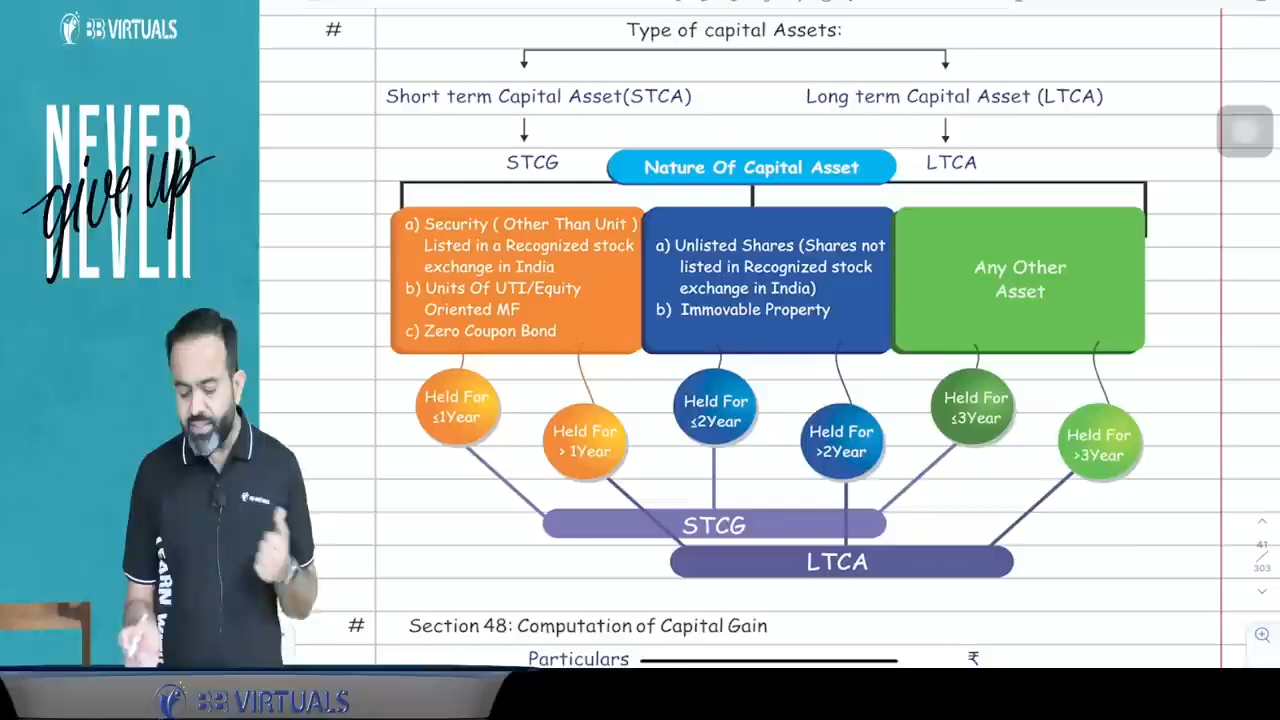 BB VIRTUALS
NEVER
give up
NEVER
# Type of capital Assets:
Short term Capital Asset(STCA) Long term Capital Asset (LTCA)
STCG Nature Of Capital Asset LTCA
a) Security ( Other Than Unit )
Listed in a Recognized stock
exchange in India
b) Units Of UTI/Equity
Oriented MF
c) Zero Coupon Bond
a) Unlisted Shares (Shares not
listed in Recognized stock
exchange in India)
b) Immovable Property
Any Other
Asset
Held For
≤1Year
Held For
> 1Year
Held For
≤2Year
Held For
>2Year
Held For
≤3Year
Held For
>3Year
STCG
LTCA
41
303
# Section 48: Computation of Capital Gain
Particulars ₹
BB VIRTUALS